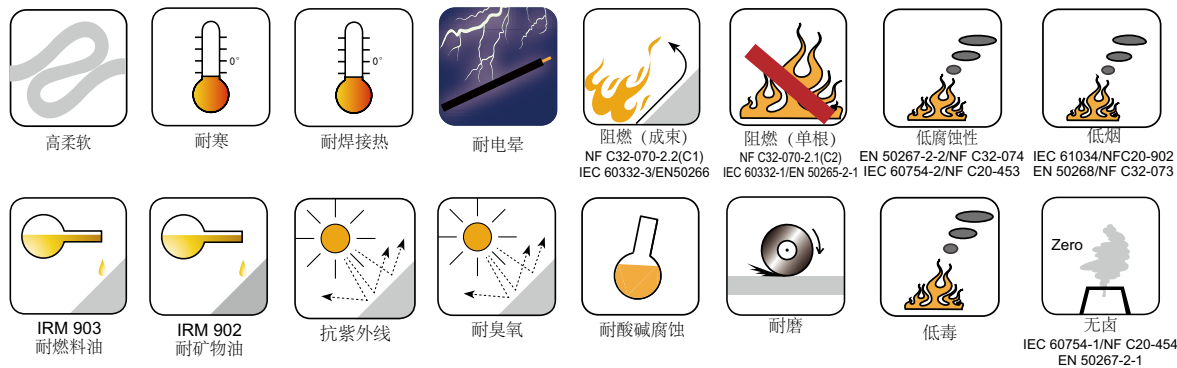 0°
高柔软
0°
耐寒
耐焊接热
耐电晕
阻燃（成束）
NF C32-070-2.2(C1)
IEC 60332-3/EN50266
阻燃（单根）
NF C32-070-2.1(C2)
IEC 60332-1/EN 50265-2-1
低腐蚀性
EN 50267-2-2/NF C32-074
IEC 60754-2/NF C20-453
低烟
IEC 61034/NFC20-902
EN 50268/NF C32-073
IRM 903
耐燃料油
IRM 902
耐矿物油
抗紫外线
耐臭氧
耐酸碱腐蚀
耐磨
低毒
Zero
无卤
IEC 60754-1/NF C20-454
EN 50267-2-1